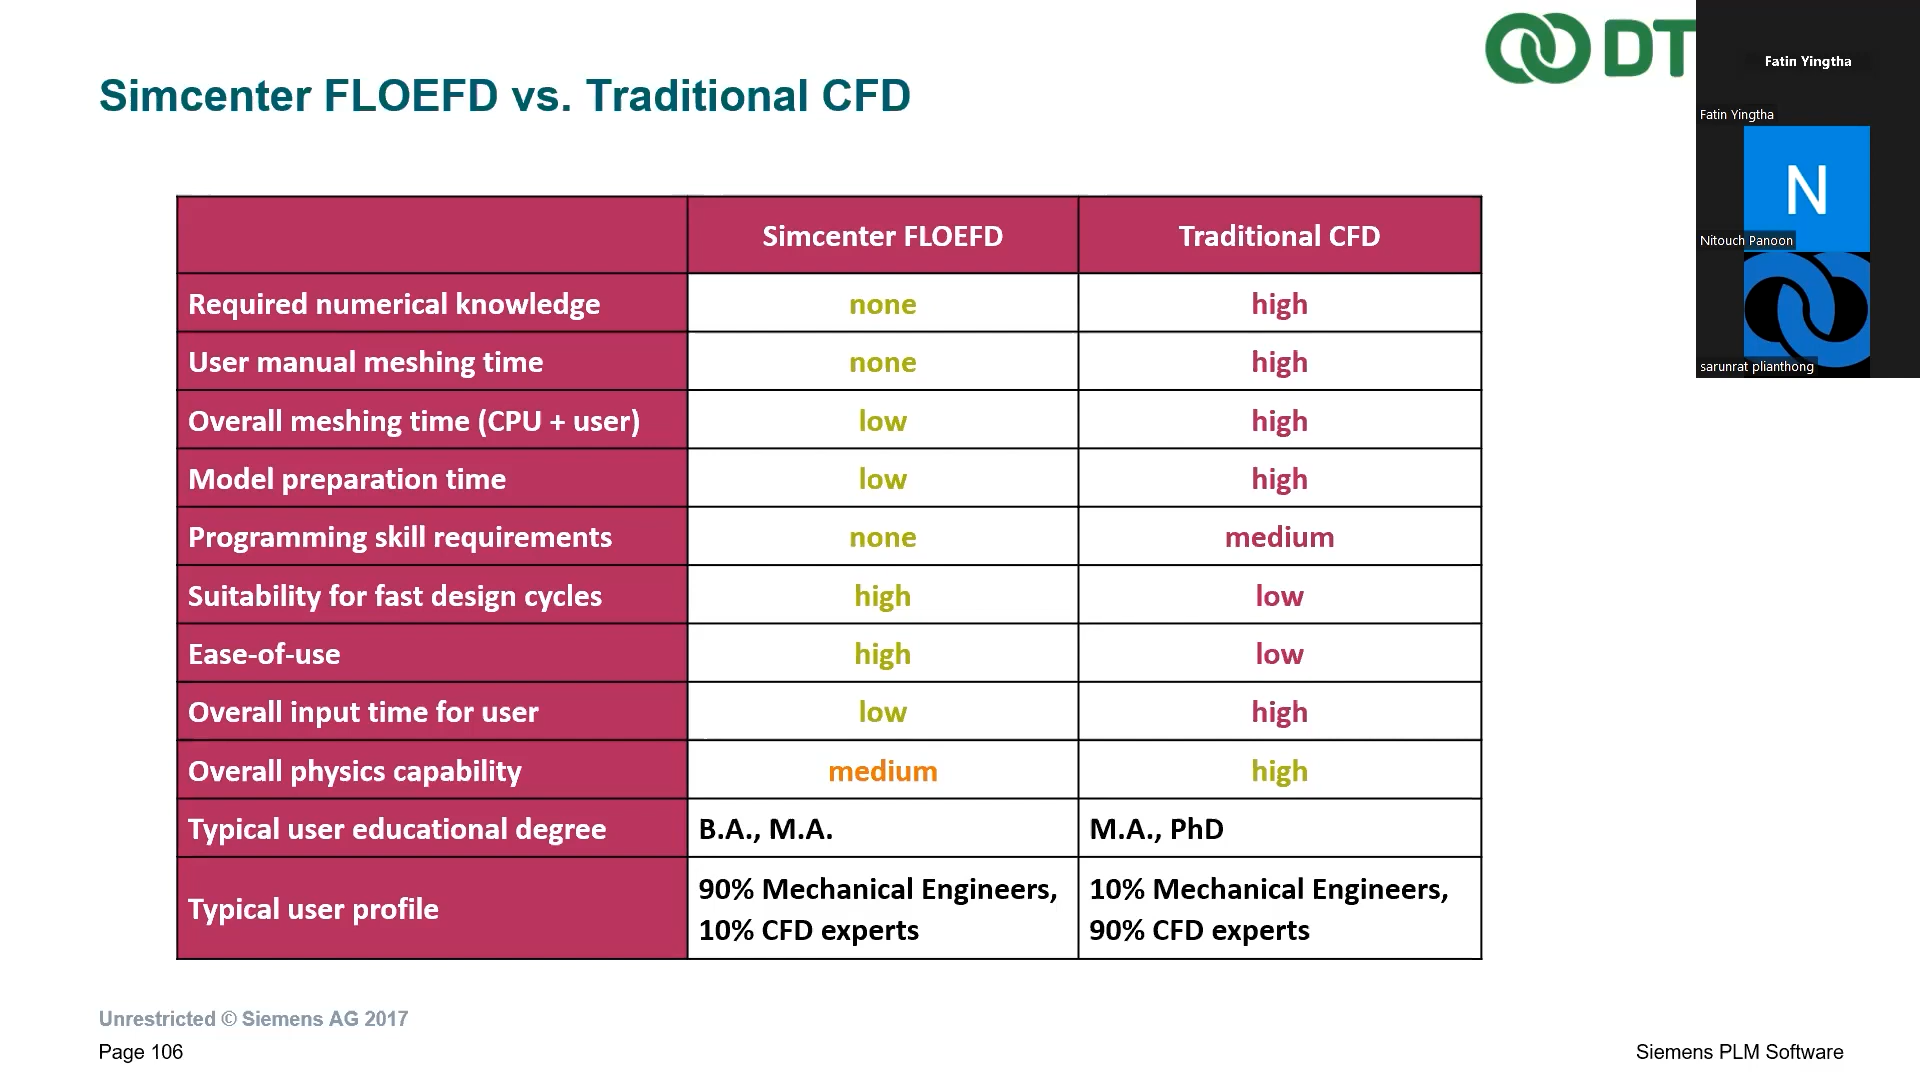 DT
Simcenter FLOEFD vs. Traditional CFD
Simcenter FLOEFD Traditional CFD
Required numerical knowledge none high
User manual meshing time none high
Overall meshing time (CPU + user) low high
Model preparation time low high
Programming skill requirements none medium
Suitability for fast design cycles high low
Ease-of-use high low
Overall input time for user low high
Overall physics capability medium high
Typical user educational degree B.A., M.A. M.A., PhD
Typical user profile
90% Mechanical Engineers,
10% CFD experts
10% Mechanical Engineers,
90% CFD experts
Unrestricted © Siemens AG 2017
Page 106
Siemens PLM Software
Fatin Yingtha
Fatin Yingtha
N
Nitouch Panoon
sarunrat plianthong